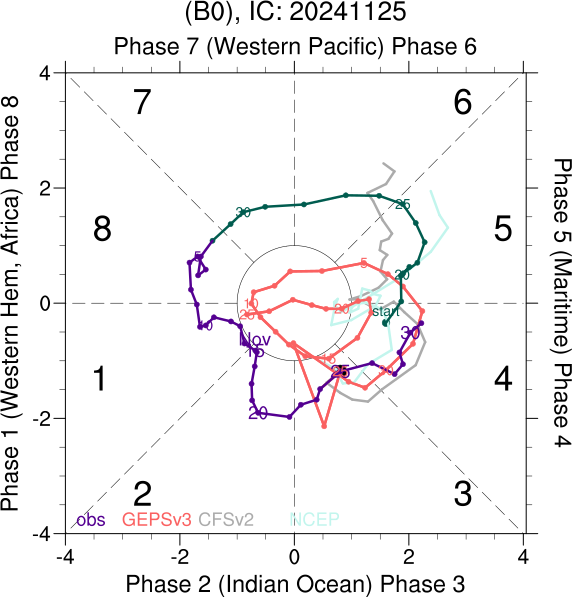 (B0), IC: 20241125
Phase 7 (Western Pacific) Phase 6
4
7
6
Phase 1 (Western Hem, Africa) Phase 8
Phase 5 (Maritime) Phase 4
2
30
25
8
5
5
5
20
10
start
0
20
30
Nov
15
25
1
4
-2
20
2
3
obs
GEPSv3
CFSv2
NCEP
-4
-4
-2
0
2
4
Phase 2 (Indian Ocean) Phase 3